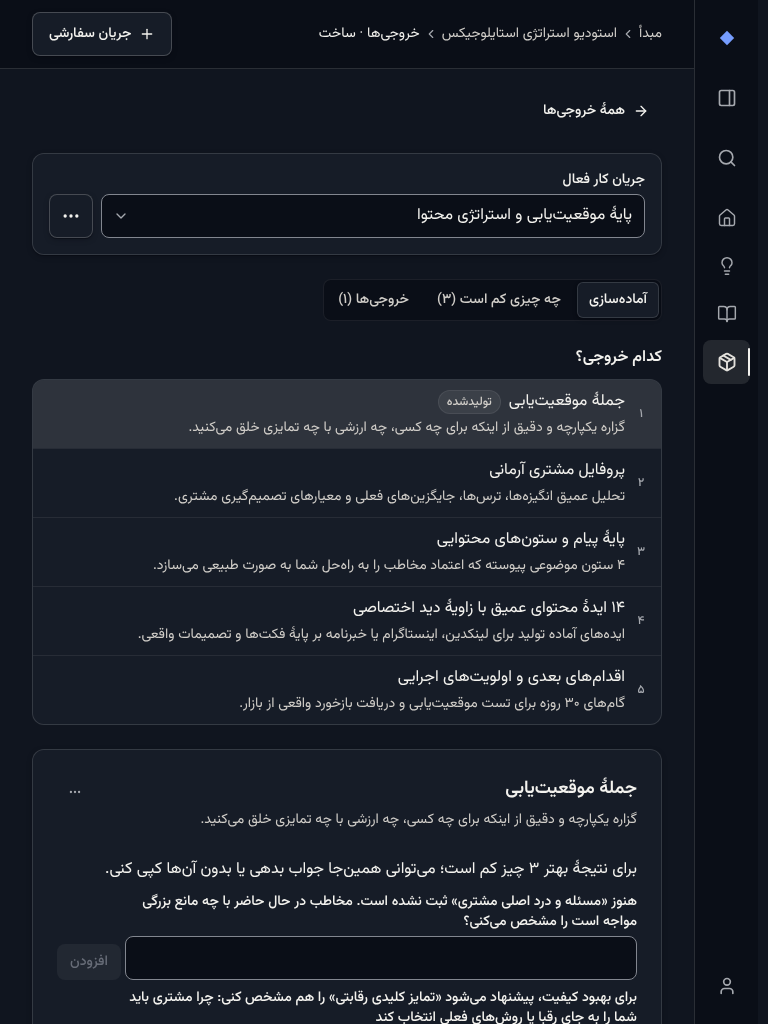 مبدأ › استودیو استراتژی استایلوجیکس › خروجی‌ها · ساخت
+ جریان سفارشی
→ همهٔ خروجی‌ها
جریان کار فعال
پایهٔ موقعیت‌یابی و استراتژی محتوا
...
آماده‌سازی
چه چیزی کم است (۳)
خروجی‌ها (۱)
کدام خروجی؟
۱
جملهٔ موقعیت‌یابی تولیدشده
گزاره یکپارچه و دقیق از اینکه برای چه کسی، چه ارزشی با چه تمایزی خلق می‌کنید.
۲
پروفایل مشتری آرمانی
تحلیل عمیق انگیزه‌ها، ترس‌ها، جایگزین‌های فعلی و معیارهای تصمیم‌گیری مشتری.
۳
پایهٔ پیام و ستون‌های محتوایی
۴ ستون موضوعی پیوسته که اعتماد مخاطب را به راه‌حل شما به صورت طبیعی می‌سازد.
۴
۱۴ ایدهٔ محتوای عمیق با زاویهٔ دید اختصاصی
ایده‌های آماده تولید برای لینکدین، اینستاگرام یا خبرنامه بر پایهٔ فکت‌ها و تصمیمات واقعی.
۵
اقدام‌های بعدی و اولویت‌های اجرایی
گام‌های ۳۰ روزه برای تست موقعیت‌یابی و دریافت بازخورد واقعی از بازار.
جملهٔ موقعیت‌یابی
...
گزاره یکپارچه و دقیق از اینکه برای چه کسی، چه ارزشی با چه تمایزی خلق می‌کنید.
برای نتیجهٔ بهتر ۳ چیز کم است؛ می‌توانی همین‌جا جواب بدهی یا بدون آن‌ها کپی کنی.
هنوز «مسئله و درد اصلی مشتری» ثبت نشده است. مخاطب در حال حاضر با چه مانع بزرگی
مواجه است را مشخص می‌کنی؟
افزودن
برای بهبود کیفیت، پیشنهاد می‌شود «تمایز کلیدی رقابتی» را هم مشخص کنی: چرا مشتری باید
شما را به جای رقبا یا روش‌های فعلی انتخاب کند